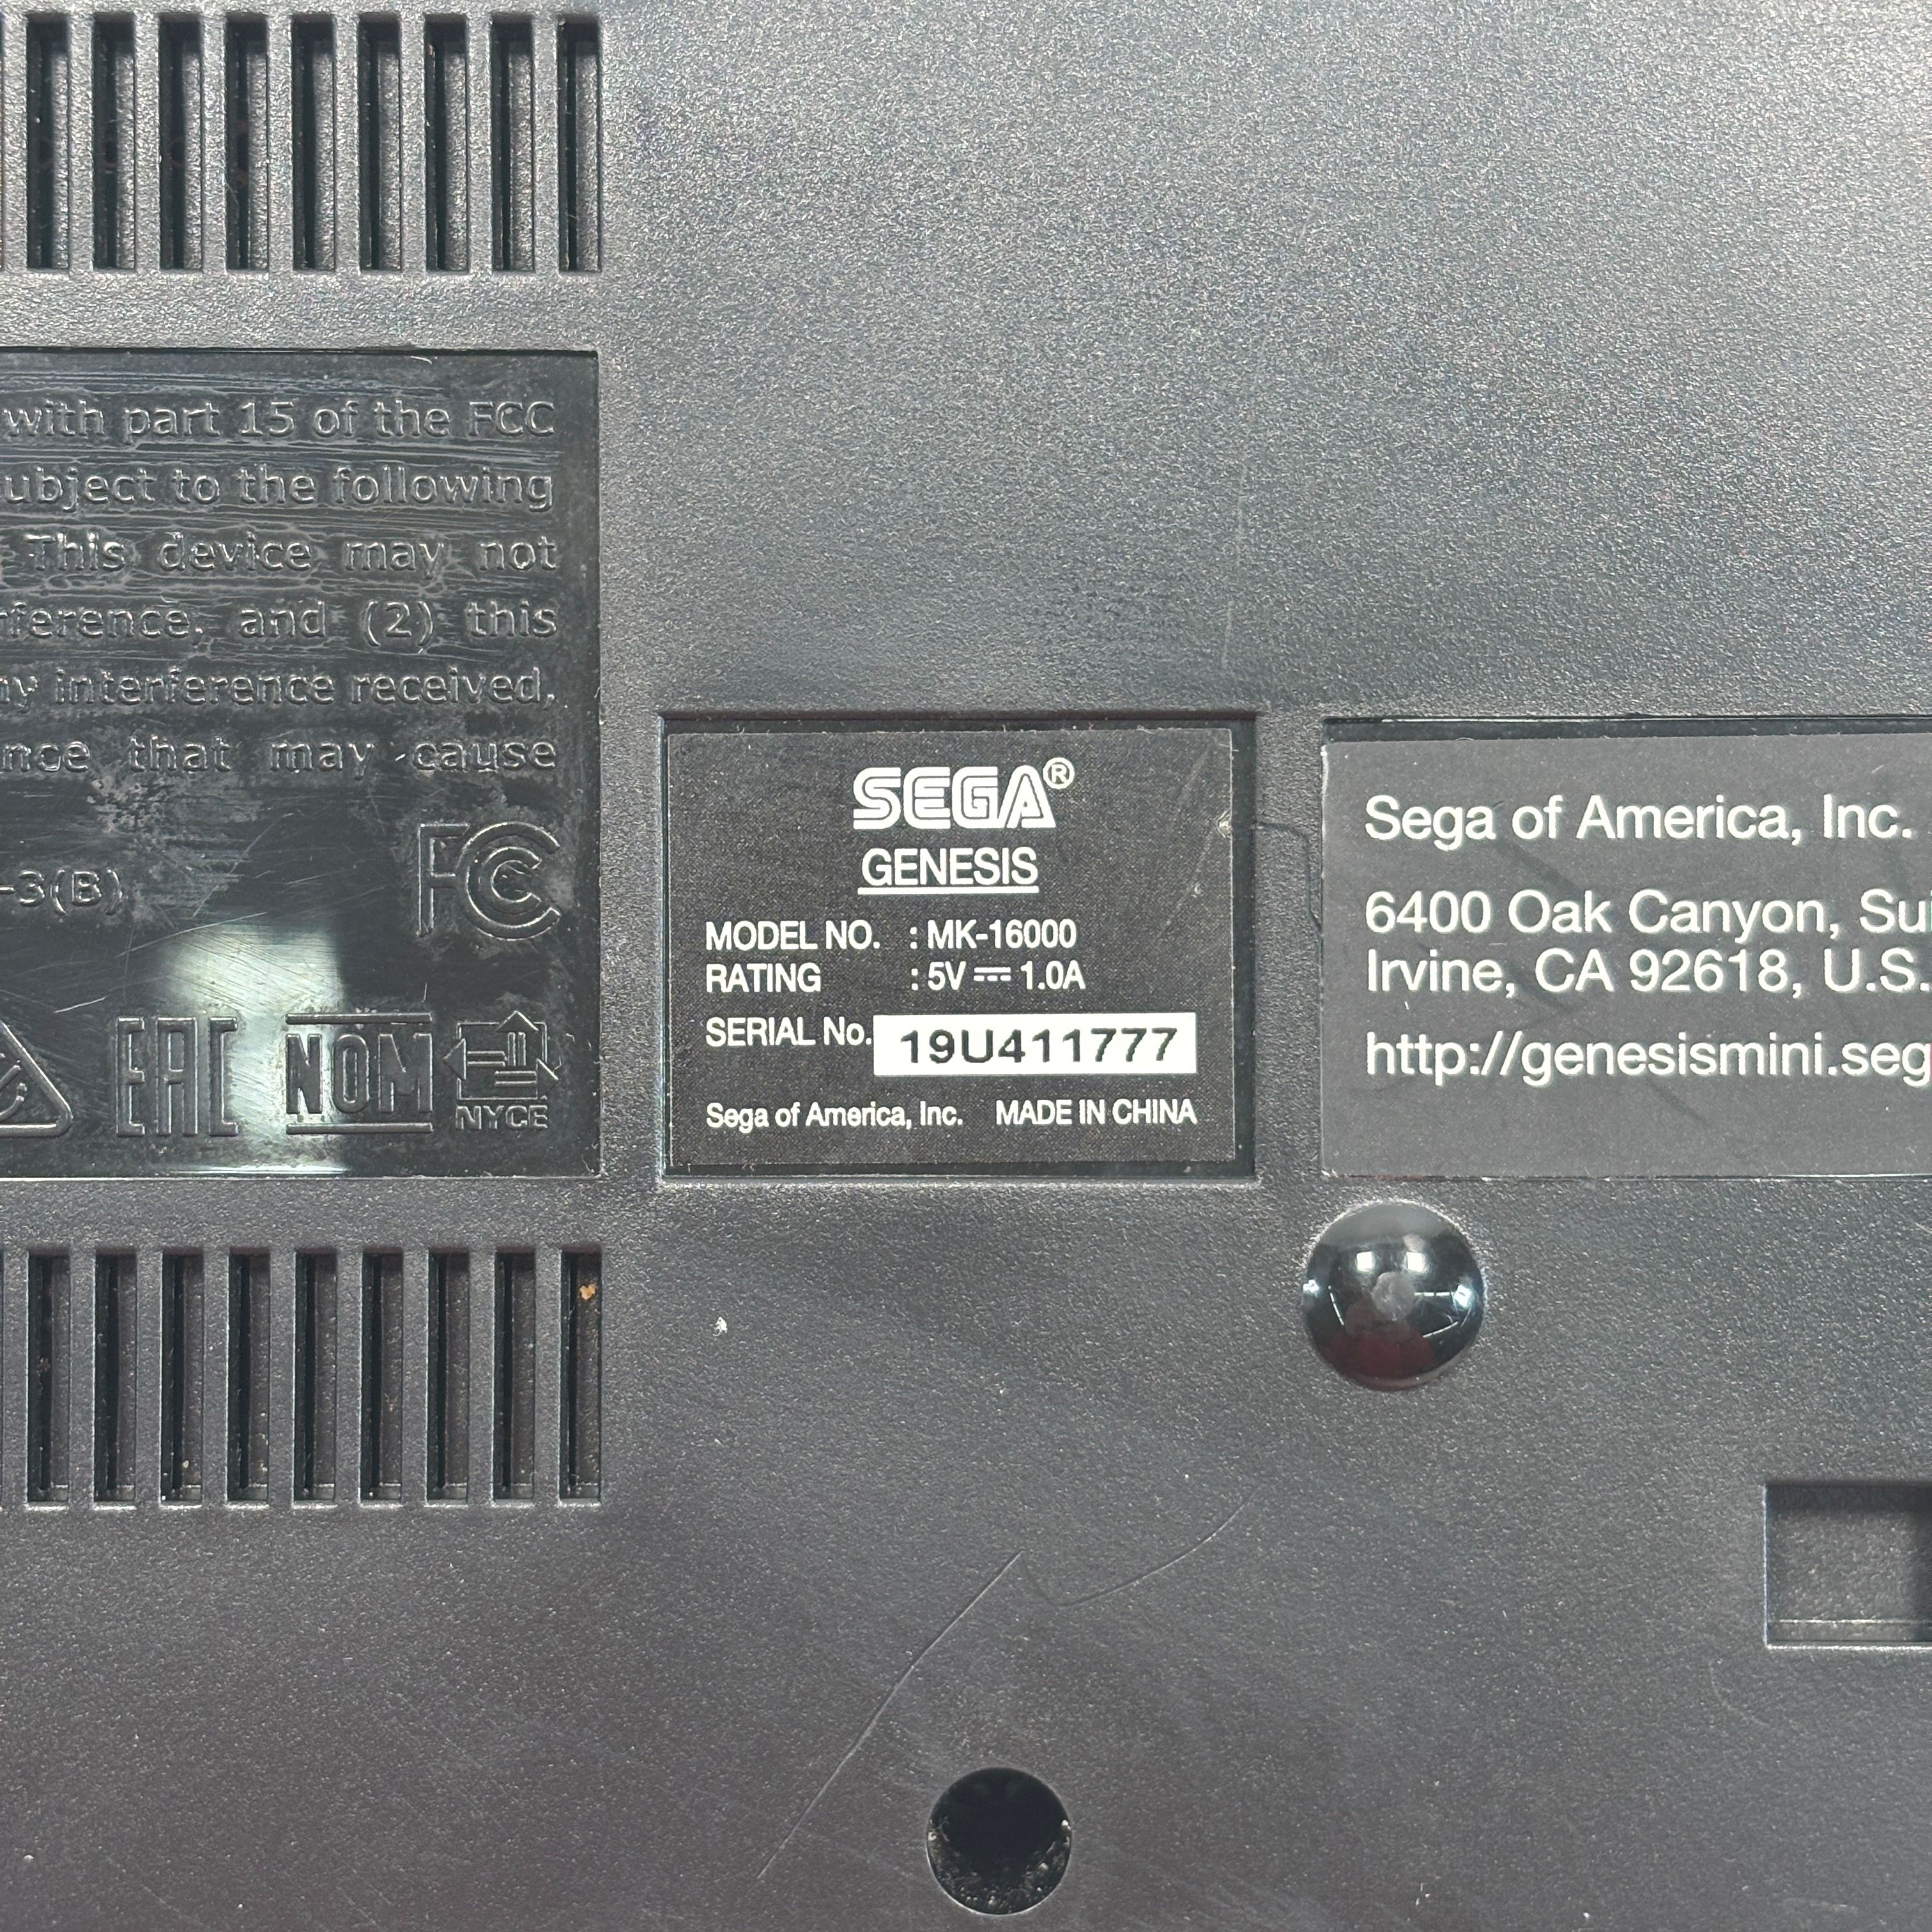 with part 15 of the FCC
ubject to the following
This device may not
ference, and (2) this
ny interference received,
nce that may cause
-3(B)
FC
EAC NOM
NYCE
SEGA®
GENESIS
MODEL NO. : MK-16000
RATING : 5V ⎓ 1.0A
SERIAL No. 19U411777
Sega of America, Inc. MADE IN CHINA
Sega of America, Inc.
6400 Oak Canyon, Su
Irvine, CA 92618, U.S.
http://genesismini.seg